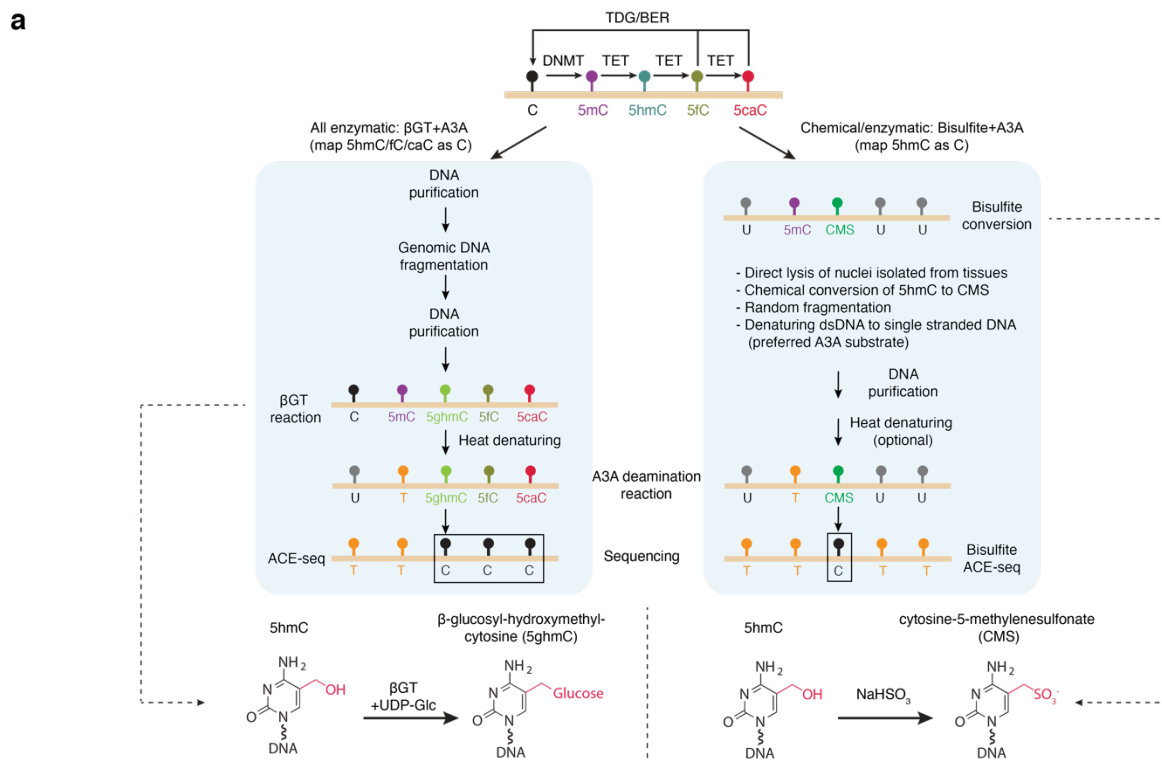 a
TDG/BER
DNMT TET TET TET
C 5mC 5hmC 5fC 5caC
All enzymatic: βGT+A3A
(map 5hmC/fC/caC as C)
DNA
purification
Genomic DNA
fragmentation
DNA
purification
βGT
reaction
C 5mC 5ghmC 5fC 5caC
Heat denaturing
U T 5ghmC 5fC 5caC
ACE-seq
T T C C C
A3A deamination
reaction
Sequencing
Chemical/enzymatic: Bisulfite+A3A
(map 5hmC as C)
U 5mC CMS U U
Bisulfite
conversion
- Direct lysis of nuclei isolated from tissues
- Chemical conversion of 5hmC to CMS
- Random fragmentation
- Denaturing dsDNA to single stranded DNA
(preferred A3A substrate)
DNA
purification
Heat denaturing
(optional)
U T CMS U U
T T C T T
Bisulfite
ACE-seq
5hmC
NH2
OH
N
O
N
DNA
βGT
+UDP-Glc
β-glucosyl-hydroxymethyl-
cytosine (5ghmC)
NH2
Glucose
N
O
N
DNA
5hmC
NH2
OH
N
O
N
DNA
NaHSO3
cytosine-5-methylenesulfonate
(CMS)
NH2
SO3-
N
O
N
DNA